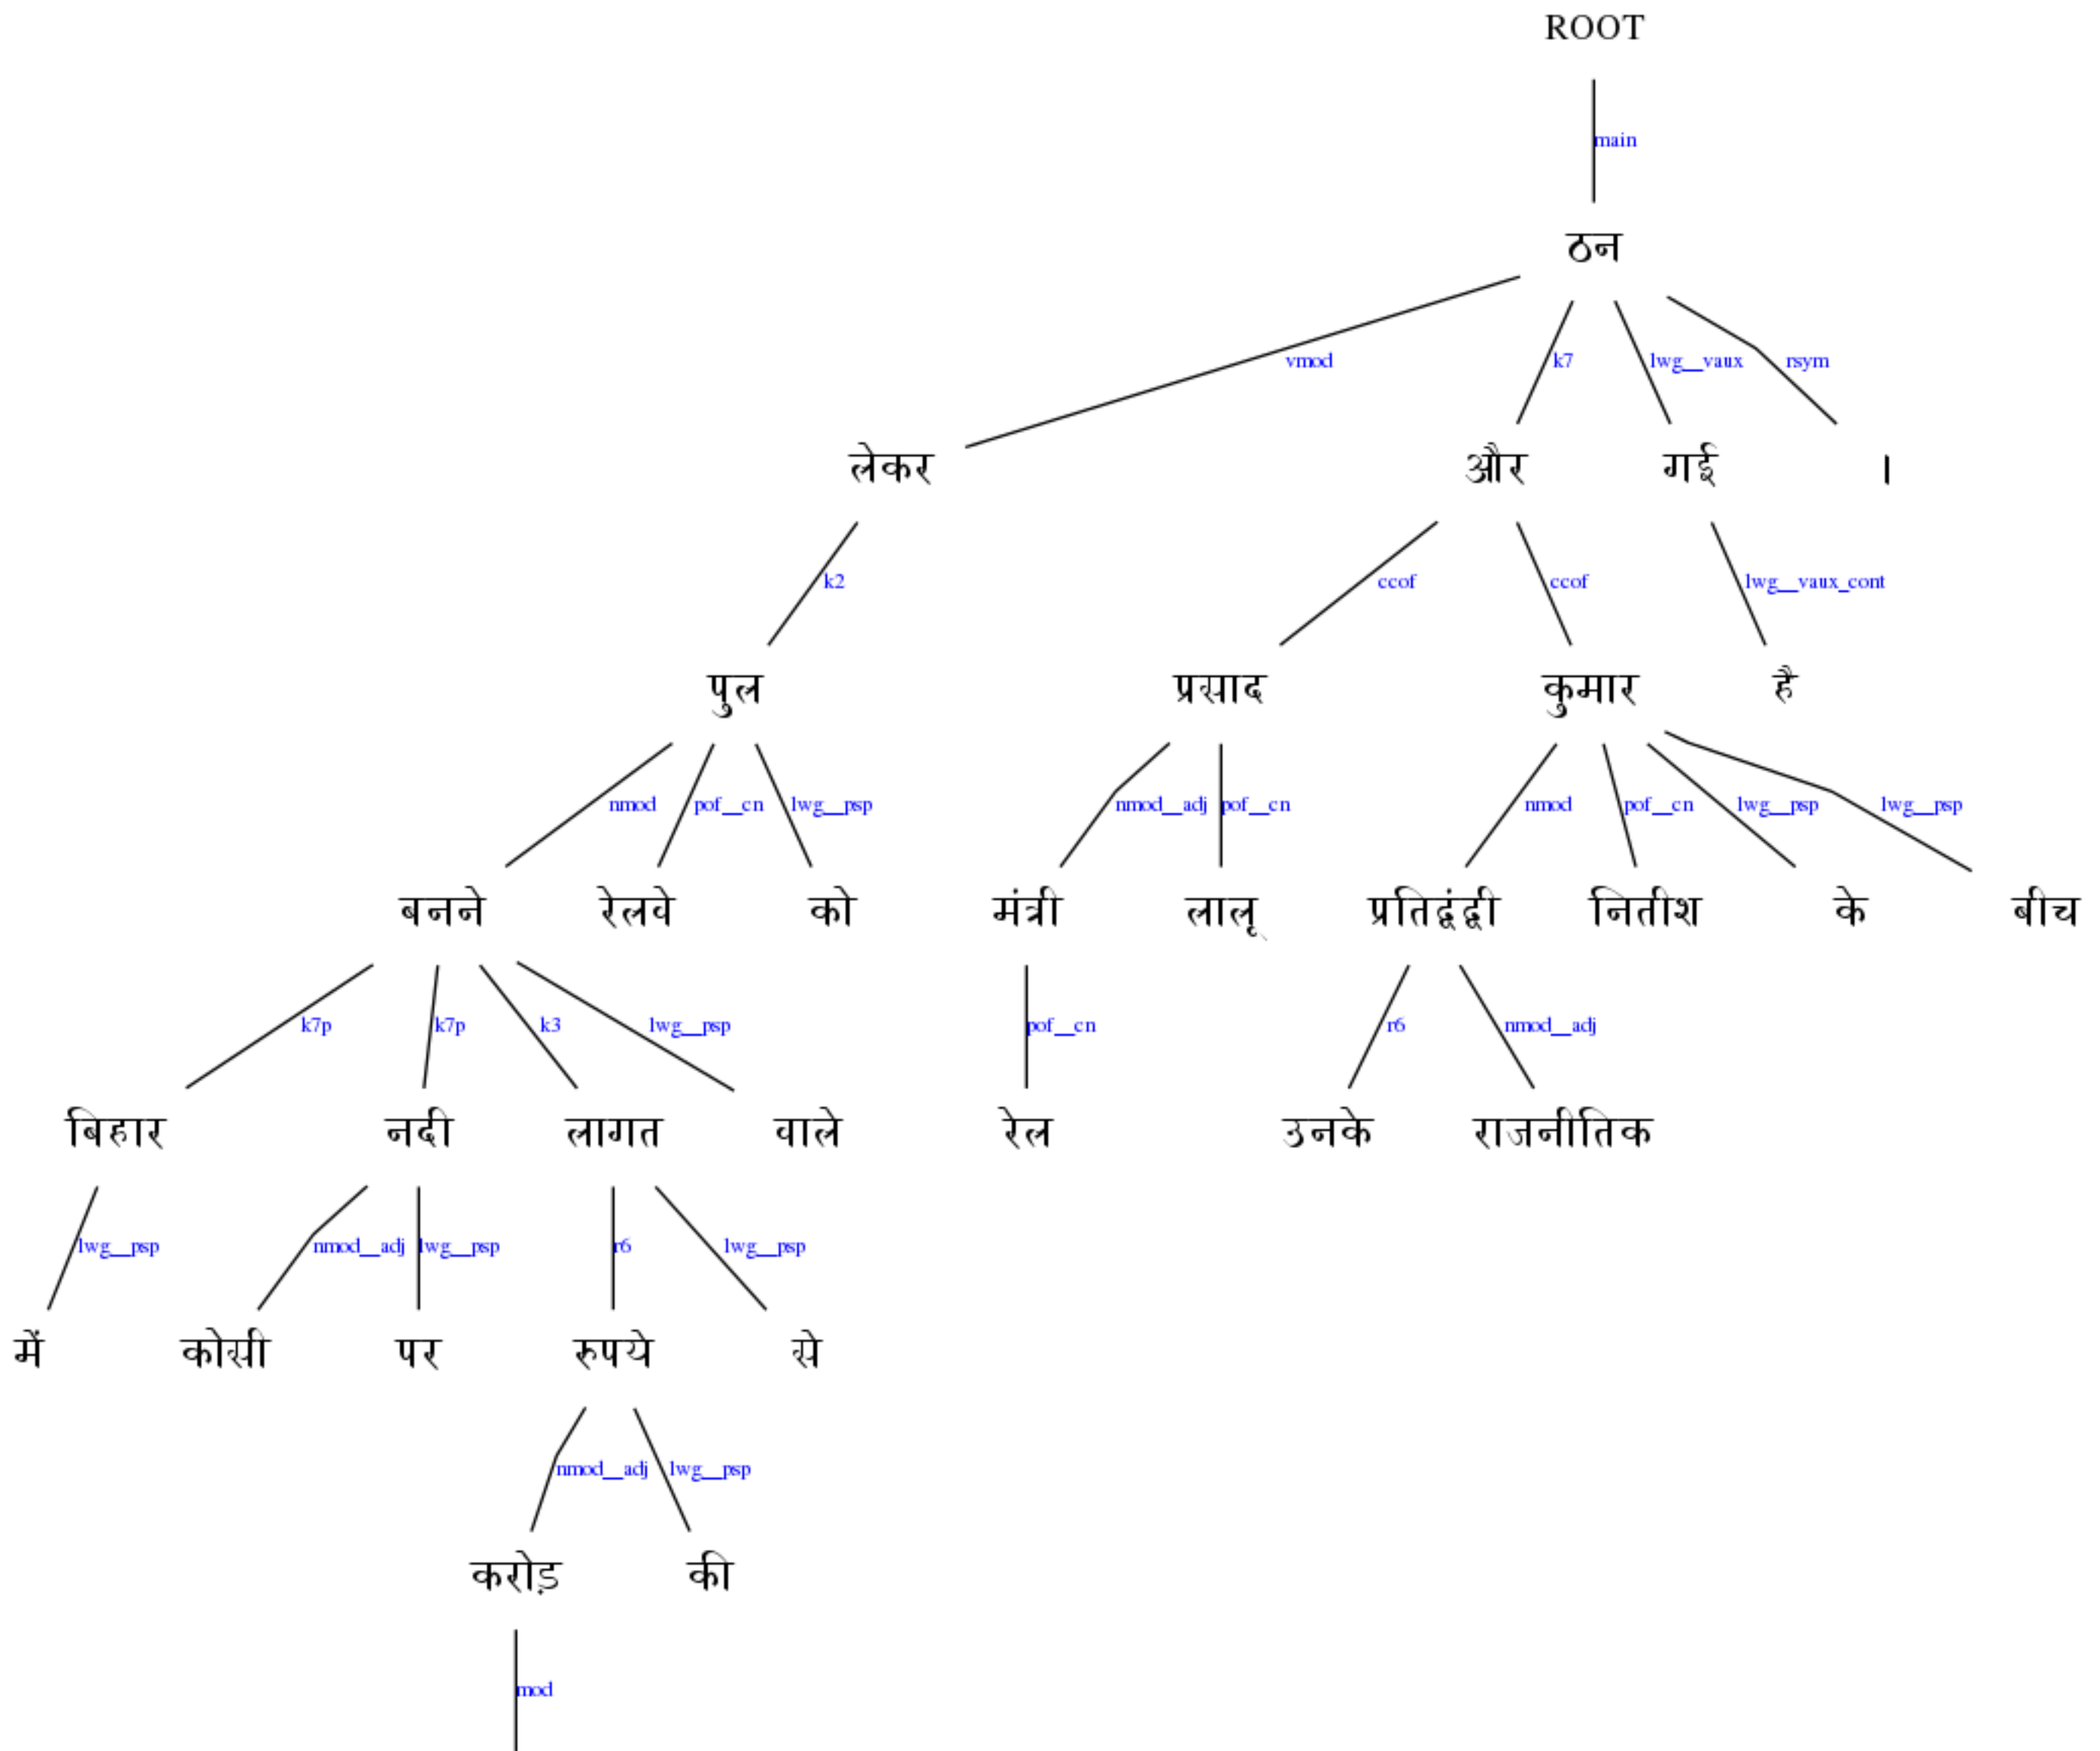 ROOT
main
ठन
vmod k7 lwg__vaux rsym
लेकर और गई ।
k2 ccof ccof lwg__vaux_cont
पुल प्रसाद कुमार है
nmod pof__cn lwg__psp nmod__adj pof__cn nmod pof__cn lwg__psp lwg__psp
बनने रेलवे को मंत्री लालू प्रतिद्वंद्वी नितीश के बीच
k7p k7p k3 lwg__psp pof__cn r6 nmod__adj
बिहार नदी लागत वाले रेल उनके राजनीतिक
lwg__psp nmod__adj lwg__psp r6 lwg__psp
में कोसी पर रुपये से
nmod__adj lwg__psp
करोड़ की
mod